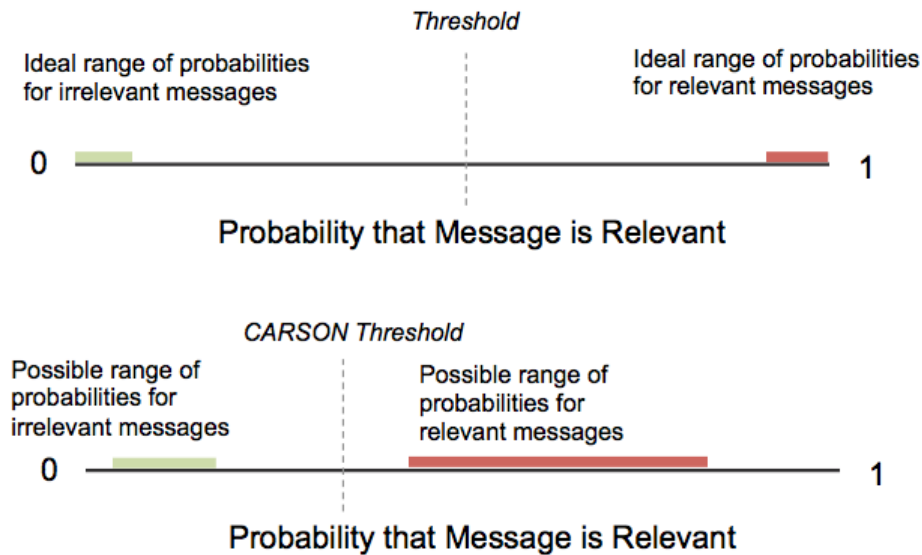 Threshold
Ideal range of probabilities
for irrelevant messages
Ideal range of probabilities
for relevant messages
0
1
Probability that Message is Relevant
CARSON Threshold
Possible range of
probabilities for
irrelevant messages
Possible range of
probabilities for
relevant messages
0
1
Probability that Message is Relevant